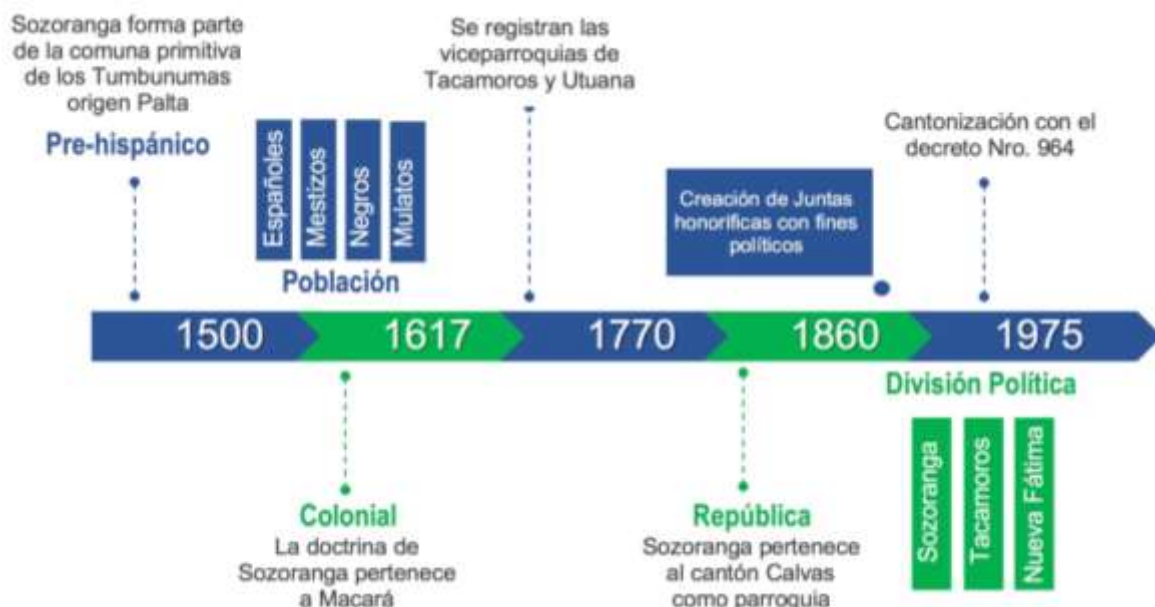 Sozoranga forma parte
de la comuna primitiva
de los Tumbunumas
origen Palta
Pre-hispánico
Españoles
Mestizos
Negros
Mulatos
Población
Se registran las
viceparroquias de
Tacamoros y Utuana
Creación de Juntas
honoríficas con fines
políticos
Cantonización con el
decreto Nro. 964
1500
1617
1770
1860
1975
Colonial
La doctrina de
Sozoranga pertenece
a Macará
República
Sozoranga pertenece
al cantón Calvas
como parroquia
División Política
Sozoranga
Tacamoros
Nueva Fátima